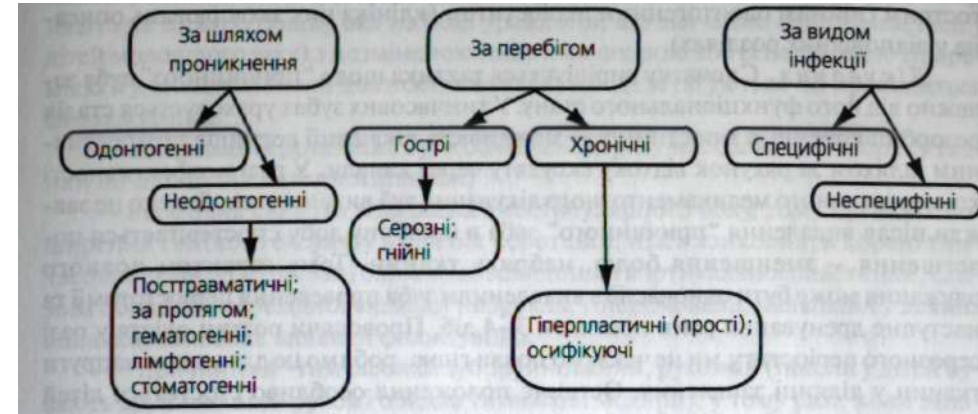 За шляхом
проникнення
За перебігом
За видом
інфекції
Одонтогенні
Гострі
Хронічні
Специфічні
Неодонтогенні
Неспецифічні
Серозні;
гнійні
Посттравматичні;
за протягом;
гематогенні;
лімфогенні;
стоматогенні
Гіперпластичні (прості);
осифікуючі